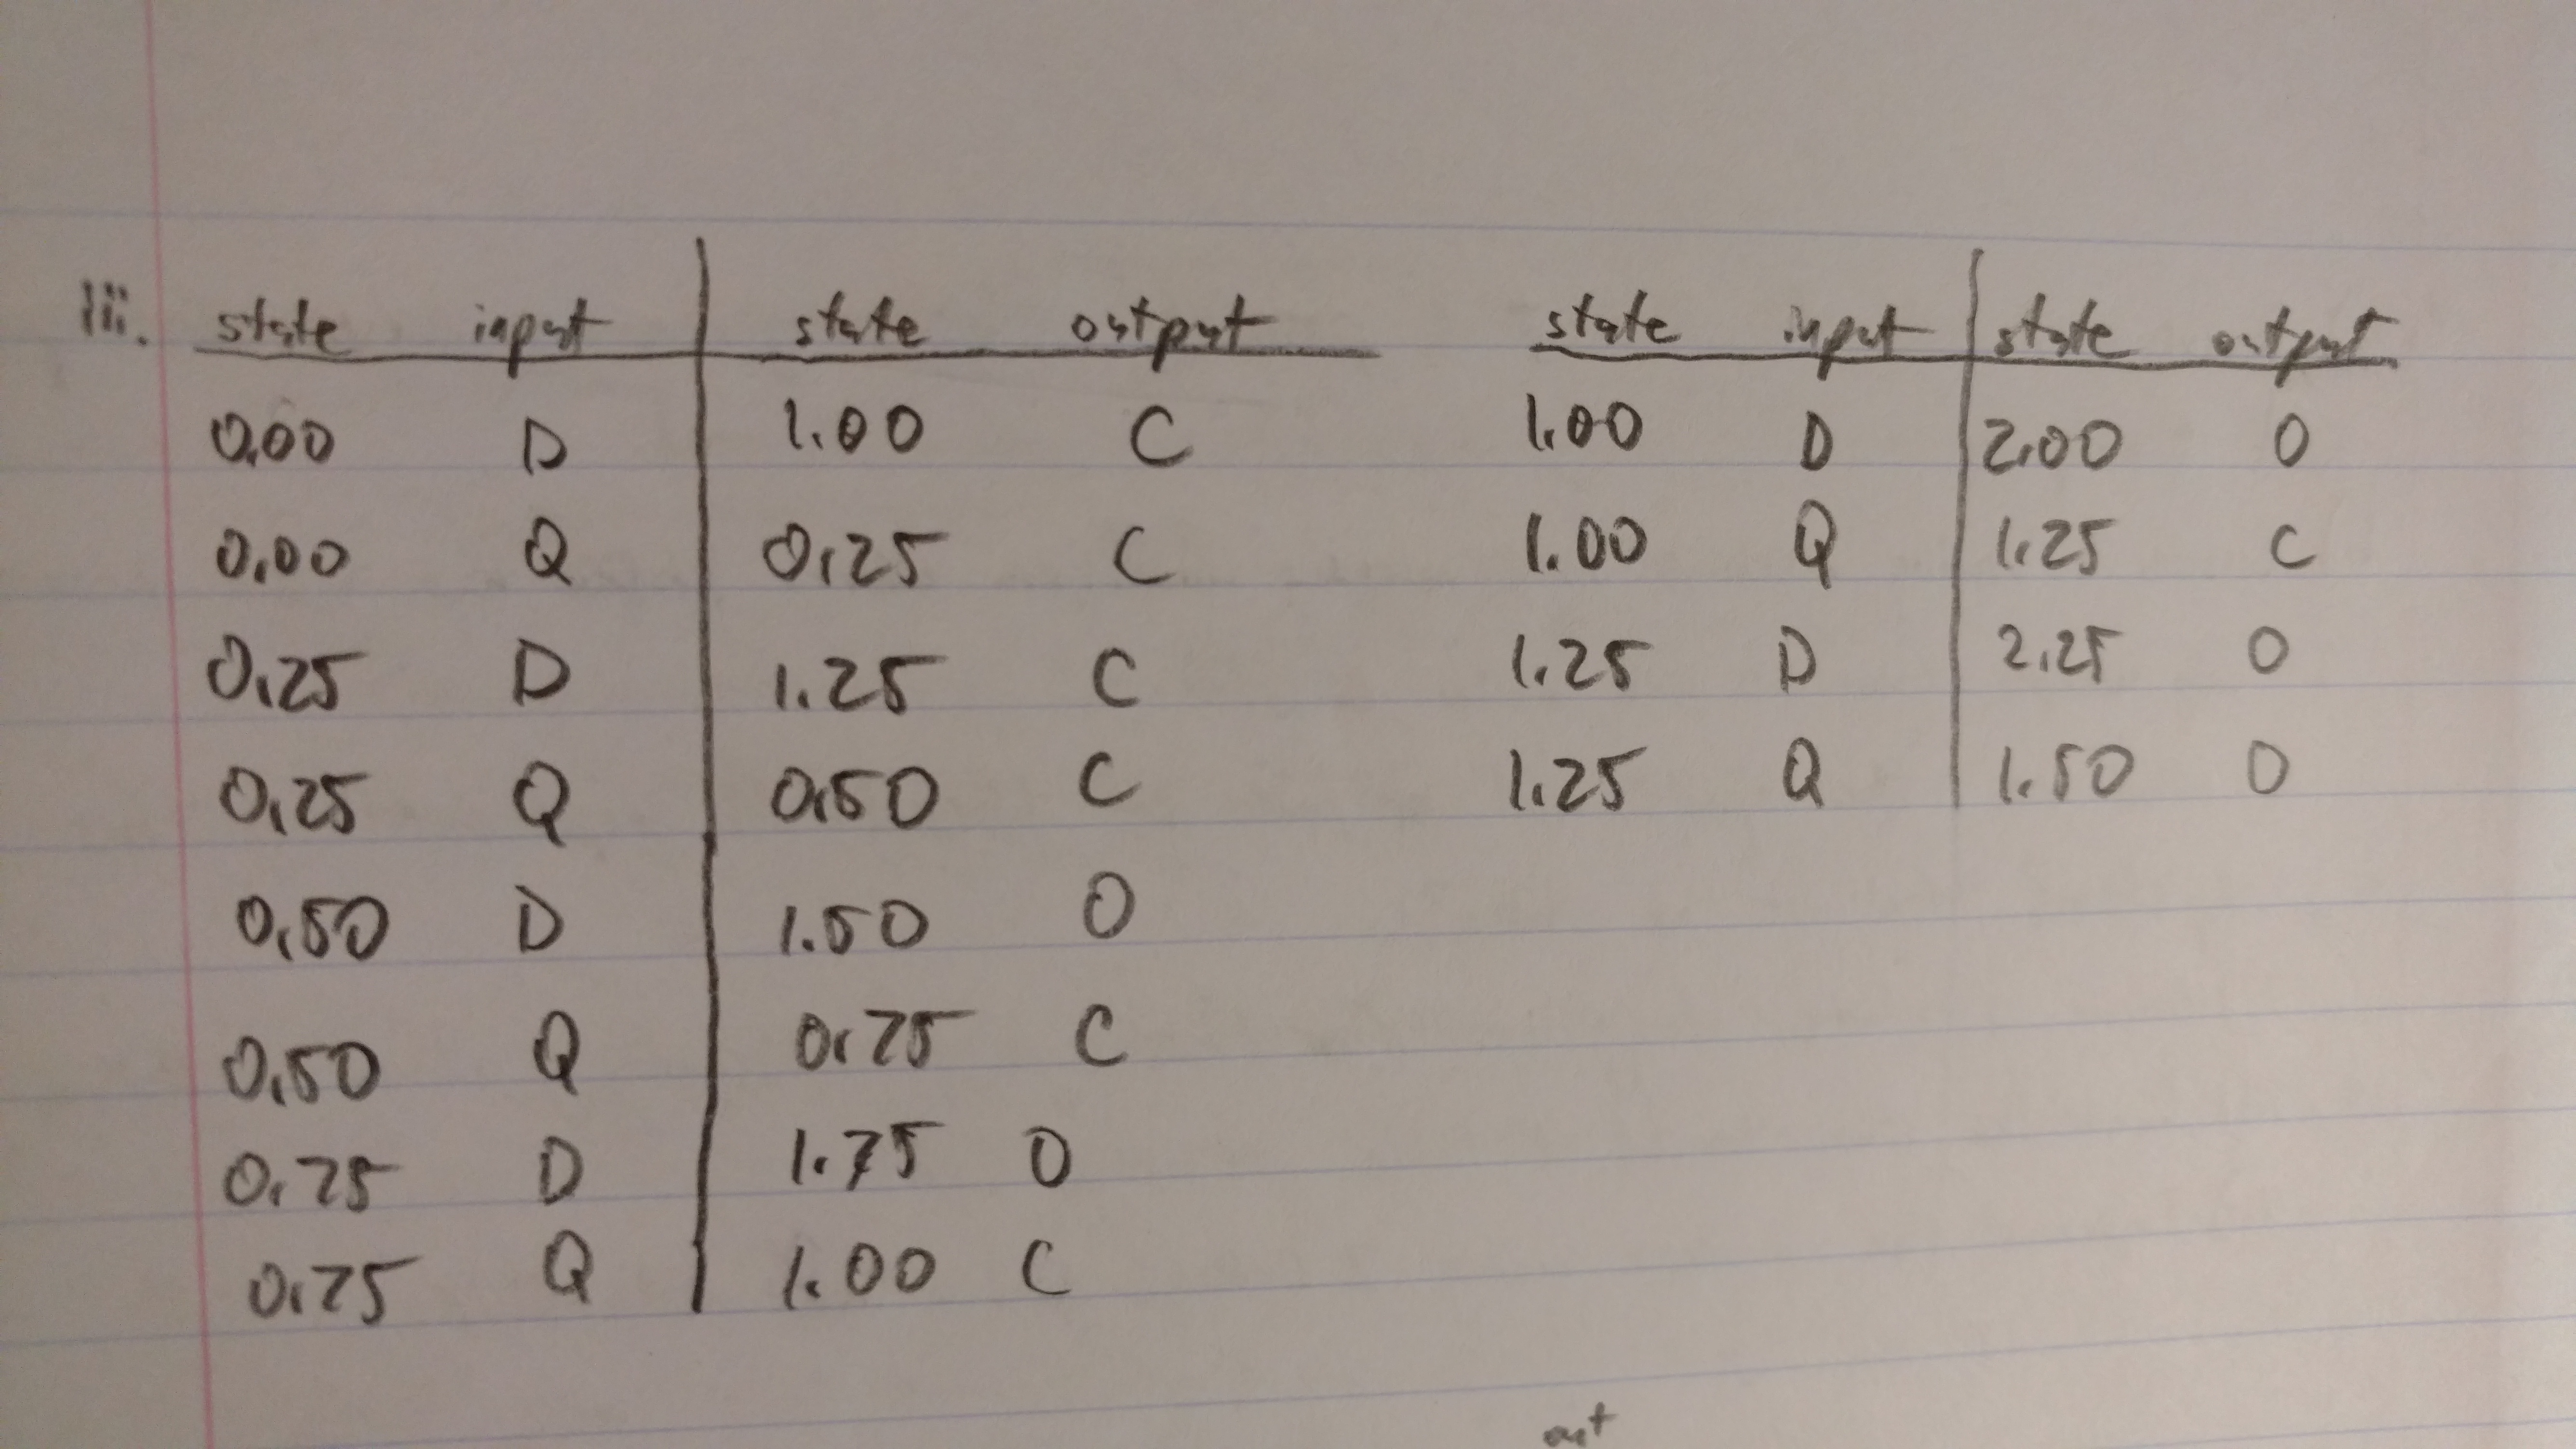 iii. state input state output state input state output
0.00 D 1.00 C 1.00 D 2.00 O
0.00 Q 0.25 C 1.00 Q 1.25 C
0.25 D 1.25 C 1.25 D 2.25 O
0.25 Q 0.50 C 1.25 Q 1.50 O
0.50 D 1.50 O
0.50 Q 0.75 C
0.75 D 1.75 O
0.75 Q 1.00 C
out